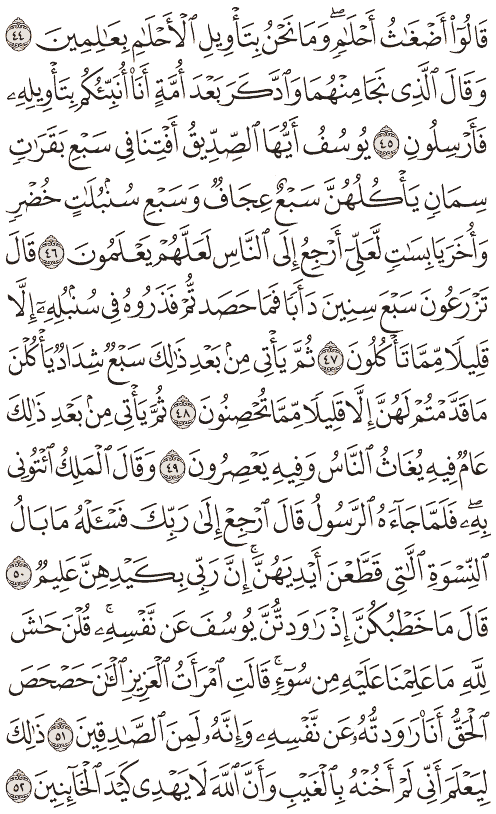 قَالُوٓاْ أَضۡغَٰثُ أَحۡلَٰمٖۖ وَمَا نَحۡنُ بِتَأۡوِيلِ ٱلۡأَحۡلَٰمِ بِعَٰلِمِينَ ٤٤
وَقَالَ ٱلَّذِي نَجَا مِنۡهُمَا وَٱدَّكَرَ بَعۡدَ أُمَّةٍ أَنَا۠ أُنَبِّئُكُم بِتَأۡوِيلِهِۦ
فَأَرۡسِلُونِ ٤٥ يُوسُفُ أَيُّهَا ٱلصِّدِّيقُ أَفۡتِنَا فِي سَبۡعِ بَقَرَٰتٖ
سِمَانٖ يَأۡكُلُهُنَّ سَبۡعٌ عِجَافٞ وَسَبۡعِ سُنۢبُلَٰتٍ خُضۡرٖ
وَأُخَرَ يَابِسَٰتٖ لَّعَلِّيٓ أَرۡجِعُ إِلَى ٱلنَّاسِ لَعَلَّهُمۡ يَعۡلَمُونَ ٤٦ قَالَ
تَزۡرَعُونَ سَبۡعَ سِنِينَ دَأَبٗا فَمَا حَصَدتُّمۡ فَذَرُوهُ فِي سُنۢبُلِهِۦٓ إِلَّا
قَلِيلٗا مِّمَّا تَأۡكُلُونَ ٤٧ ثُمَّ يَأۡتِي مِنۢ بَعۡدِ ذَٰلِكَ سَبۡعٞ شِدَادٞ يَأۡكُلۡنَ
مَا قَدَّمۡتُمۡ لَهُنَّ إِلَّا قَلِيلٗا مِّمَّا تُحۡصِنُونَ ٤٨ ثُمَّ يَأۡتِي مِنۢ بَعۡدِ ذَٰلِكَ
عَامٞ فِيهِ يُغَاثُ ٱلنَّاسُ وَفِيهِ يَعۡصِرُونَ ٤٩ وَقَالَ ٱلۡمَلِكُ ٱئۡتُونِي
بِهِۦۖ فَلَمَّا جَآءَهُ ٱلرَّسُولُ قَالَ ٱرۡجِعۡ إِلَىٰ رَبِّكَ فَسۡـَٔلۡهُ مَا بَالُ
ٱلنِّسۡوَةِ ٱلَّٰتِي قَطَّعۡنَ أَيۡدِيَهُنَّۚ إِنَّ رَبِّي بِكَيۡدِهِنَّ عَلِيمٞ ٥٠
قَالَ مَا خَطۡبُكُنَّ إِذۡ رَٰوَدتُّنَّ يُوسُفَ عَن نَّفۡسِهِۦۚ قُلۡنَ حَٰشَ
لِلَّهِ مَا عَلِمۡنَا عَلَيۡهِ مِن سُوٓءٖۚ قَالَتِ ٱمۡرَأَتُ ٱلۡعَزِيزِ ٱلۡـَٰٔنَ حَصۡحَصَ
ٱلۡحَقُّ أَنَا۠ رَٰوَدتُّهُۥ عَن نَّفۡسِهِۦ وَإِنَّهُۥ لَمِنَ ٱلصَّٰدِقِينَ ٥١ ذَٰلِكَ
لِيَعۡلَمَ أَنِّي لَمۡ أَخُنۡهُ بِٱلۡغَيۡبِ وَأَنَّ ٱللَّهَ لَا يَهۡدِي كَيۡدَ ٱلۡخَآئِنِينَ ٥٢